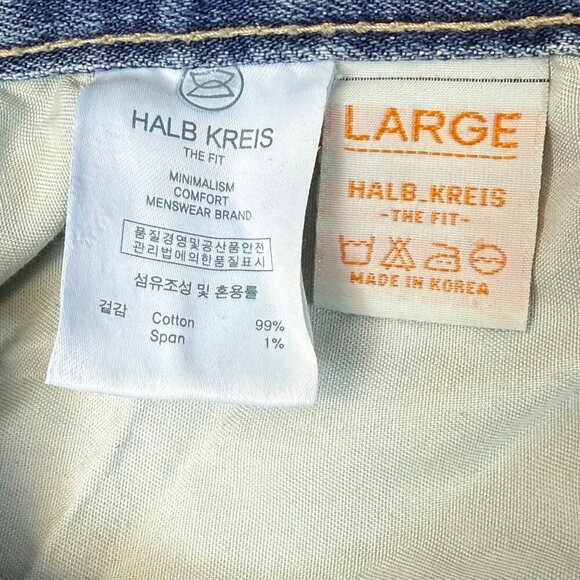 HALB KREIS
THE FIT
MINIMALISM
COMFORT
MENSWEAR BRAND
품질경영및공산품안전
관리법에의한품질표시
섬유조성 및 혼용률
겉감 Cotton 99%
Span 1%
LARGE
HALB_KREIS
-THE FIT-
MADE IN KOREA